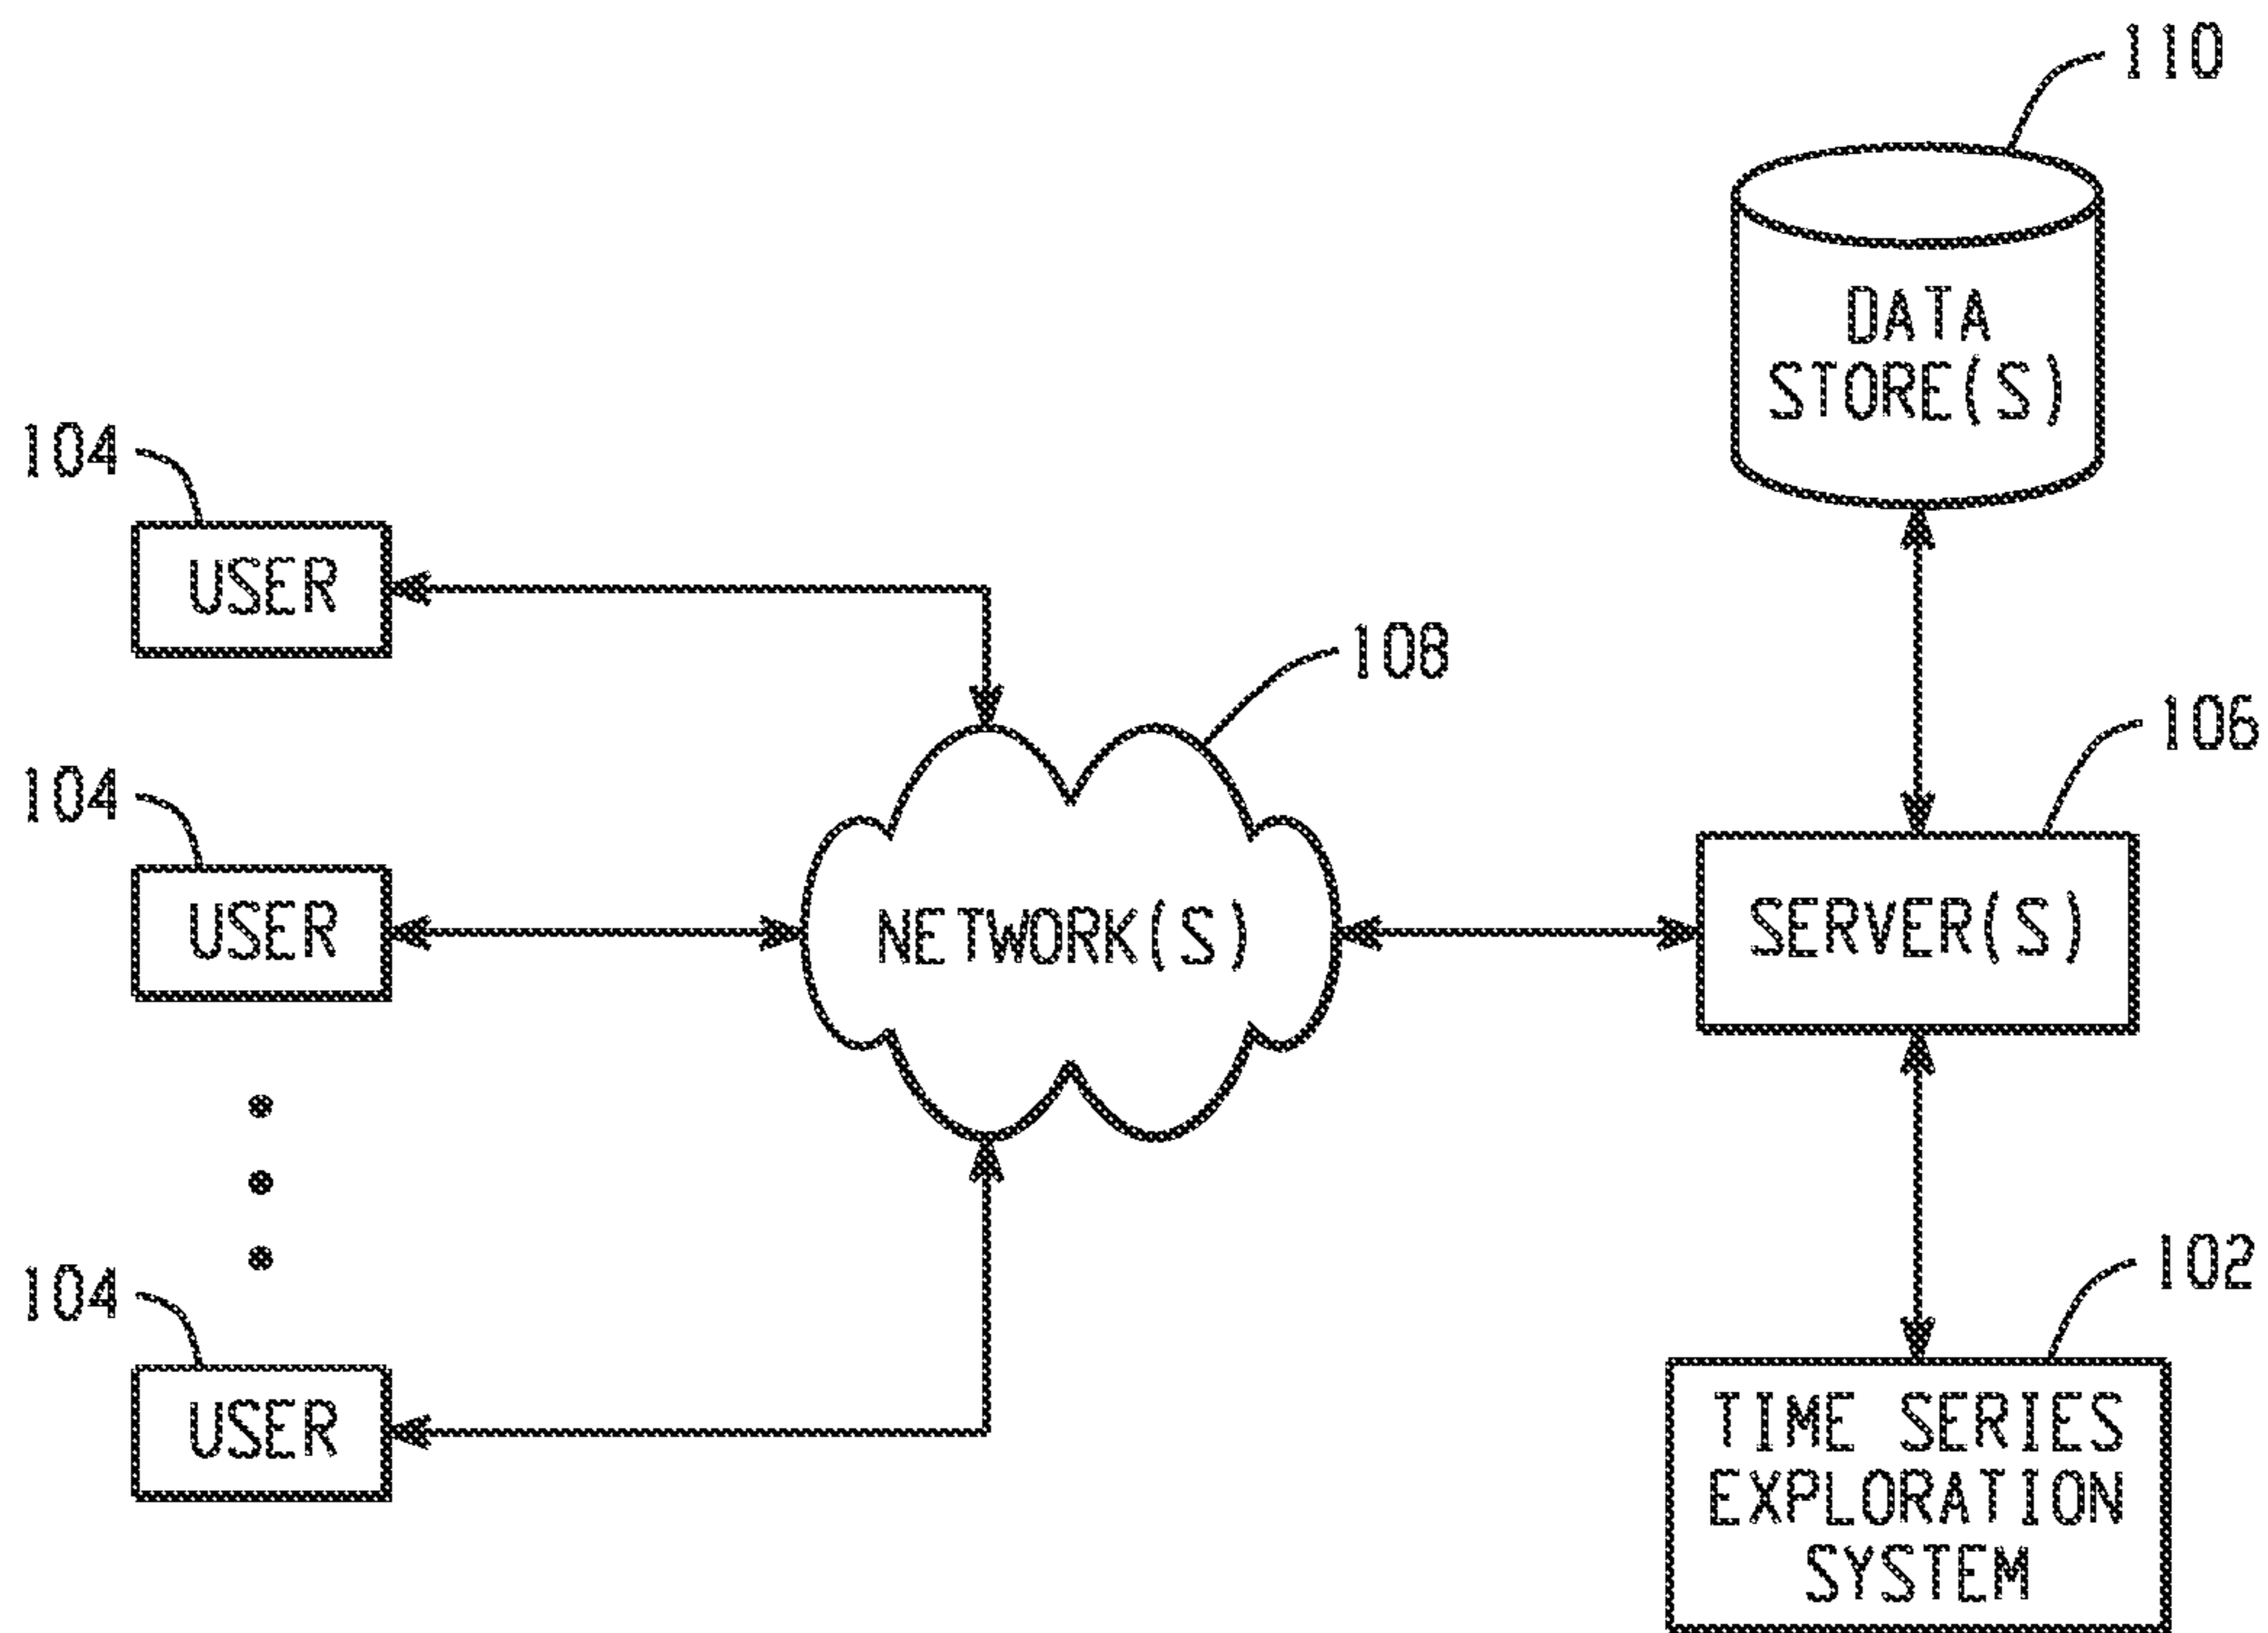 110
DATA
STORE(S)
104
USER
108
106
104
USER
NETWORK(S)
SERVER(S)
102
104
USER
TIME SERIES
EXPLORATION
SYSTEM